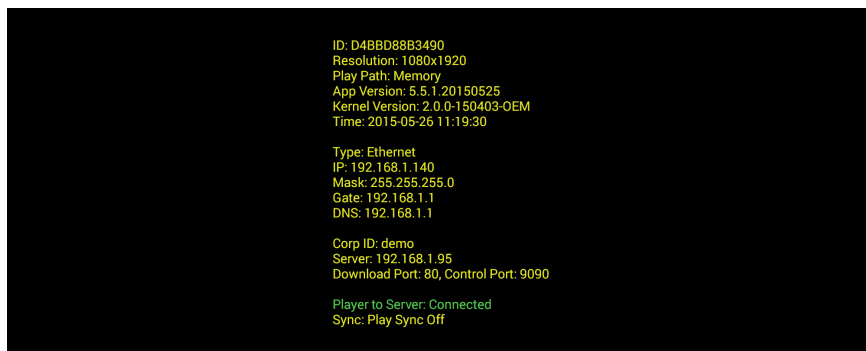 ID: D4BBD88B3490
Resolution: 1080x1920
Play Path: Memory
App Version: 5.5.1.20150525
Kernel Version: 2.0.0-150403-OEM
Time: 2015-05-26 11:19:30
Type: Ethernet
IP: 192.168.1.140
Mask: 255.255.255.0
Gate: 192.168.1.1
DNS: 192.168.1.1
Corp ID: demo
Server: 192.168.1.95
Download Port: 80, Control Port: 9090
Player to Server: Connected
Sync: Play Sync Off